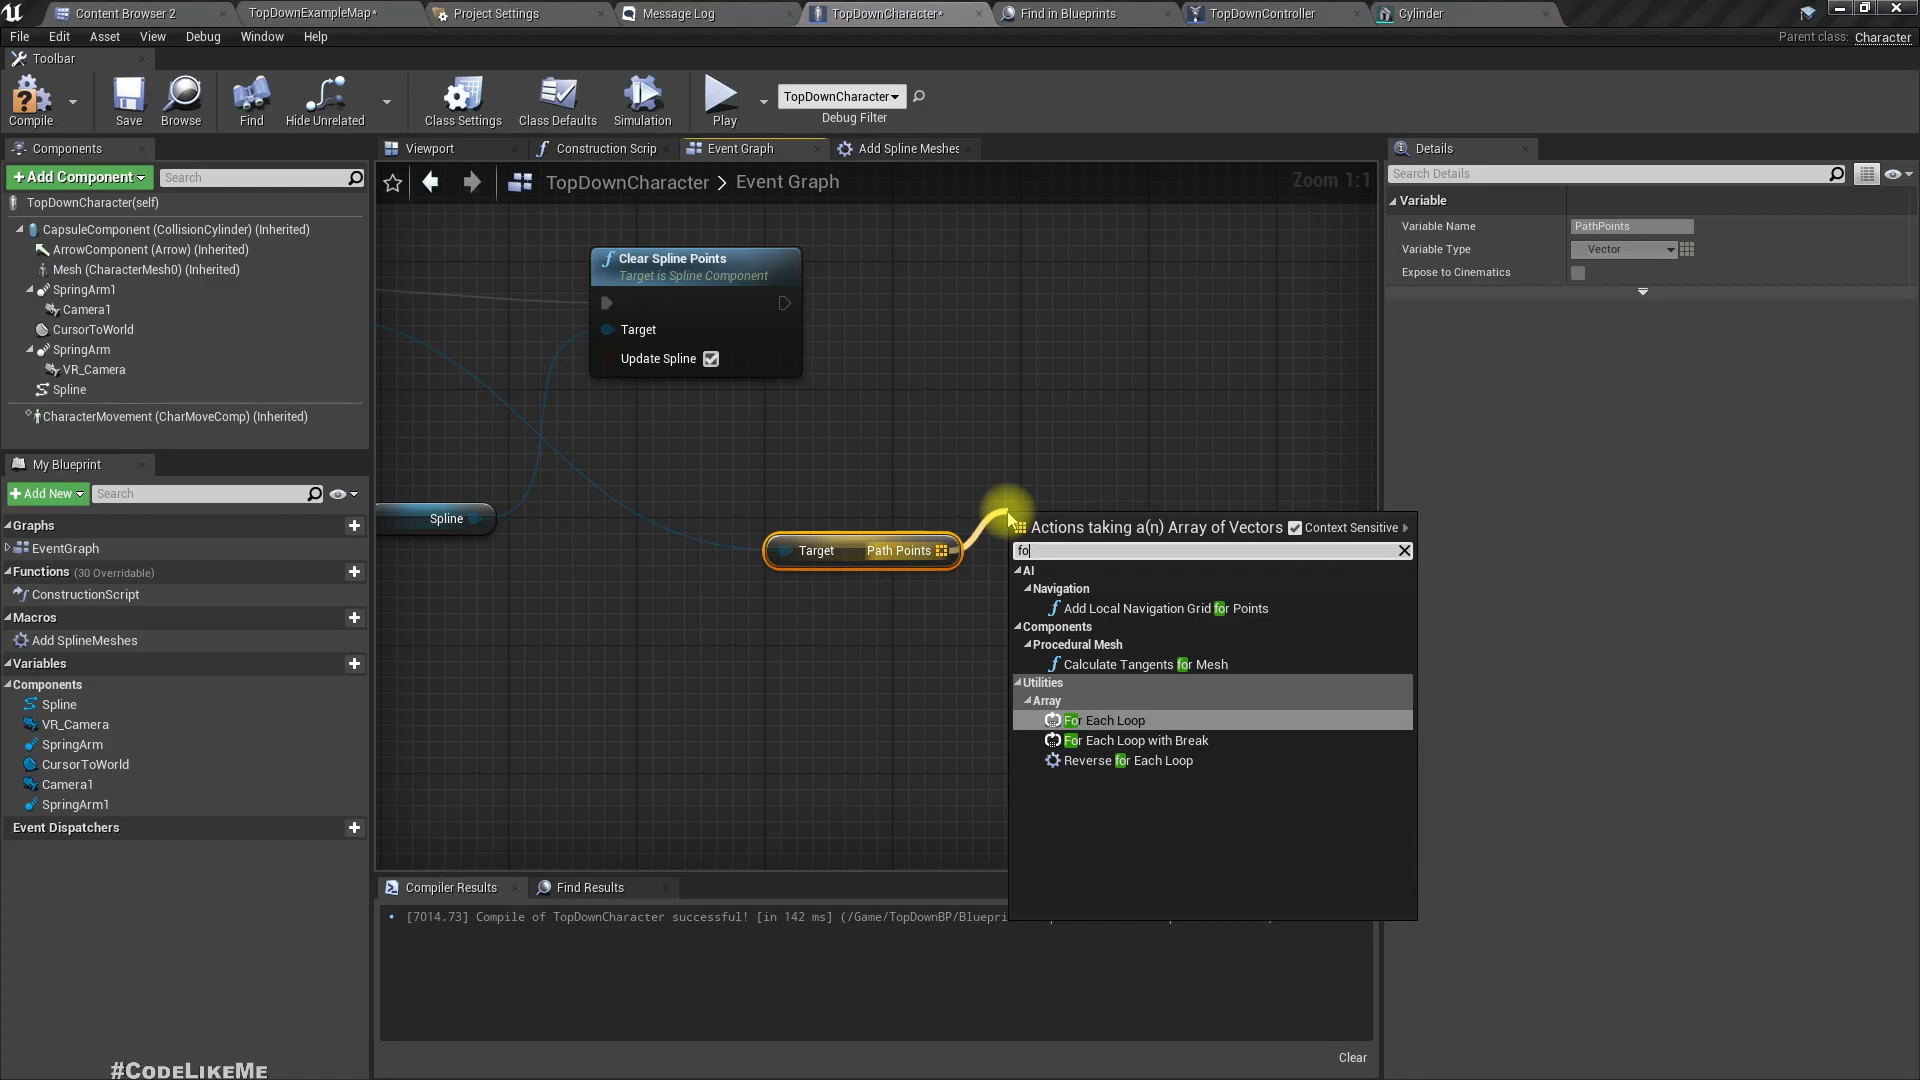 Content Browser 2
TopDownExampleMap*
Project Settings
Message Log
TopDownCharacter*
Find in Blueprints
TopDownController
Cylinder
File Edit Asset View Debug Window Help
Parent class: Character
Toolbar
Compile
Save
Browse
Find
Hide Unrelated
Class Settings
Class Defaults
Simulation
Play
TopDownCharacter
Debug Filter
Components
+Add Component
Search
TopDownCharacter(self)
CapsuleComponent (CollisionCylinder) (Inherited)
ArrowComponent (Arrow) (Inherited)
Mesh (CharacterMesh0) (Inherited)
SpringArm1
Camera1
CursorToWorld
SpringArm
VR_Camera
Spline
CharacterMovement (CharMoveComp) (Inherited)
My Blueprint
+Add New
Search
Graphs
EventGraph
Functions (30 Overridable)
ConstructionScript
Macros
Add SplineMeshes
Variables
Components
Spline
VR_Camera
SpringArm
CursorToWorld
Camera1
SpringArm1
Event Dispatchers
#CodeLikeMe
Viewport
Construction Scrip
Event Graph
Add Spline Meshes
TopDownCharacter > Event Graph
Zoom 1:1
Clear Spline Points
Target is Spline Component
Target
Update Spline
Spline
Target
Path Points
Actions taking a(n) Array of Vectors
Context Sensitive
fo
AI
Navigation
Add Local Navigation Grid for Points
Components
Procedural Mesh
Calculate Tangents for Mesh
Utilities
Array
For Each Loop
For Each Loop with Break
Reverse for Each Loop
Compiler Results
Find Results
[7014.73] Compile of TopDownCharacter successful! [in 142 ms] (/Game/TopDownBP/Bluepri
Clear
Details
Search Details
Variable
Variable Name
PathPoints
Variable Type
Vector
Expose to Cinematics